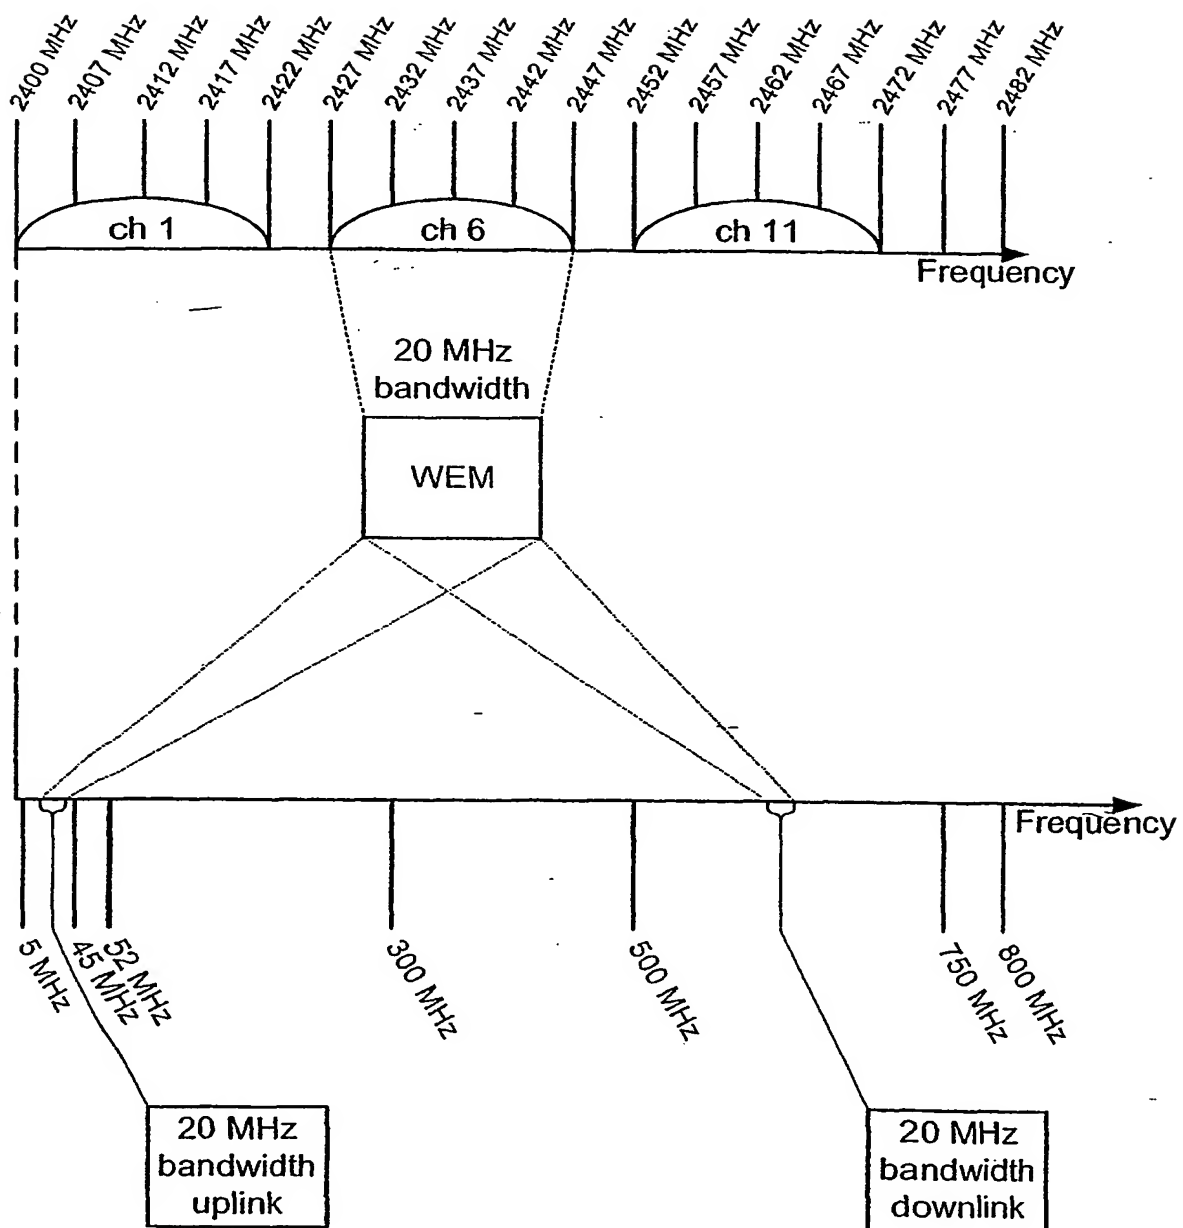 2400 MHz
2407 MHz
2412 MHz
2417 MHz
2422 MHz
2427 MHz
2432 MHz
2437 MHz
2442 MHz
2447 MHz
2452 MHz
2457 MHz
2462 MHz
2467 MHz
2472 MHz
2477 MHz
2482 MHz
ch 1
ch 6
ch 11
Frequency
20 MHz
bandwidth
WEM
Frequency
5 MHz
45 MHz
52 MHz
300 MHz
500 MHz
750 MHz
800 MHz
20 MHz
bandwidth
uplink
20 MHz
bandwidth
downlink